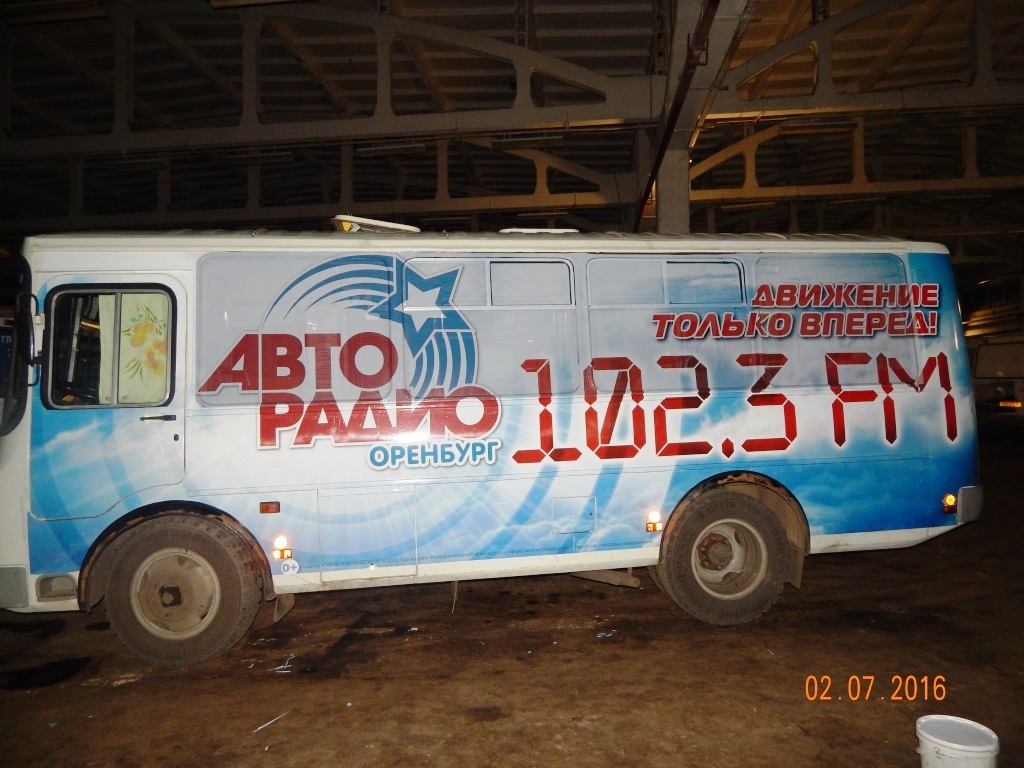 АВТО
РАДИО
ОРЕНБУРГ
ДВИЖЕНИЕ
ТОЛЬКО ВПЕРЕД!
102.3 FM
0+
02.07.2016